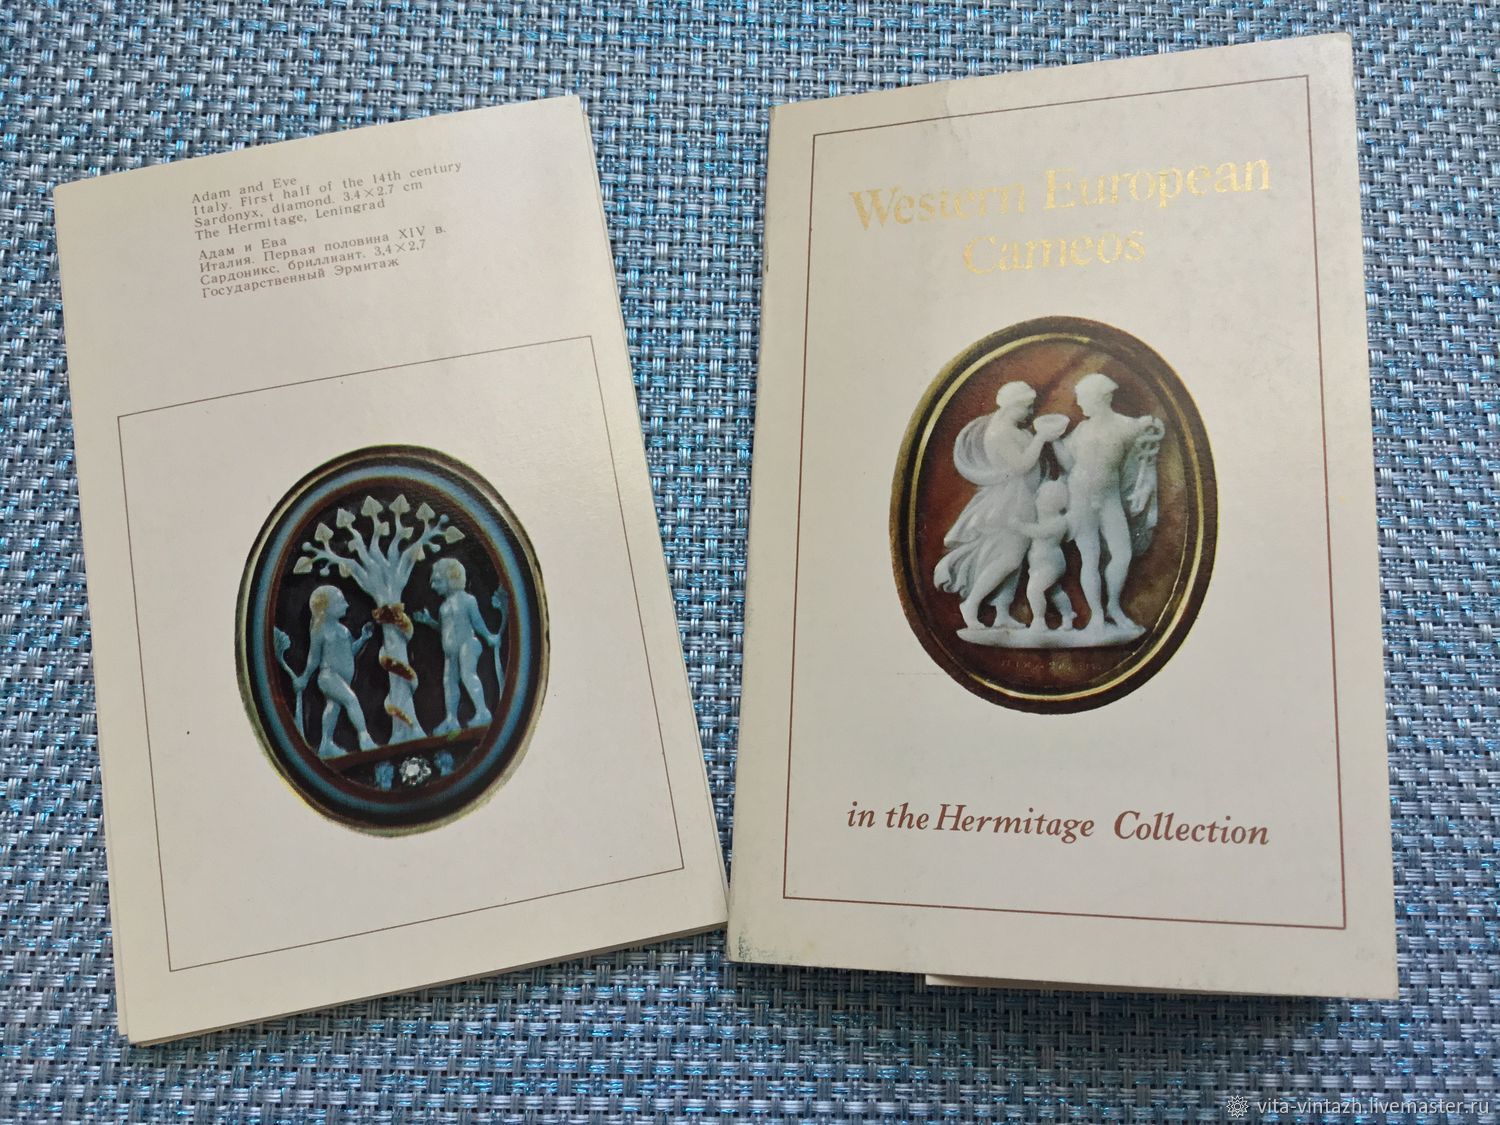 Adam and Eve
Italy. First half of the 14th century
Sardonyx, diamond. 3.4×2.7 cm
The Hermitage, Leningrad
Адам и Ева
Италия. Первая половина XIV в.
Сардоникс, бриллиант. 3,4×2,7
Государственный Эрмитаж
Western European
Cameos
in the Hermitage Collection
vita-vintazh.livemaster.ru